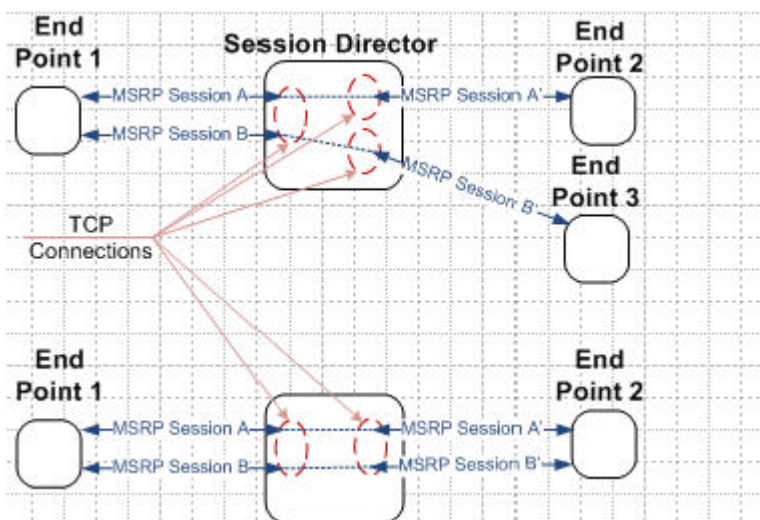 End
Point 1
Session Director
End
Point 2
MSRP Session A
MSRP Session A'
MSRP Session B
MSRP Session B'
End
Point 3
TCP
Connections
End
Point 1
End
Point 2
MSRP Session A
MSRP Session A'
MSRP Session B
MSRP Session B'